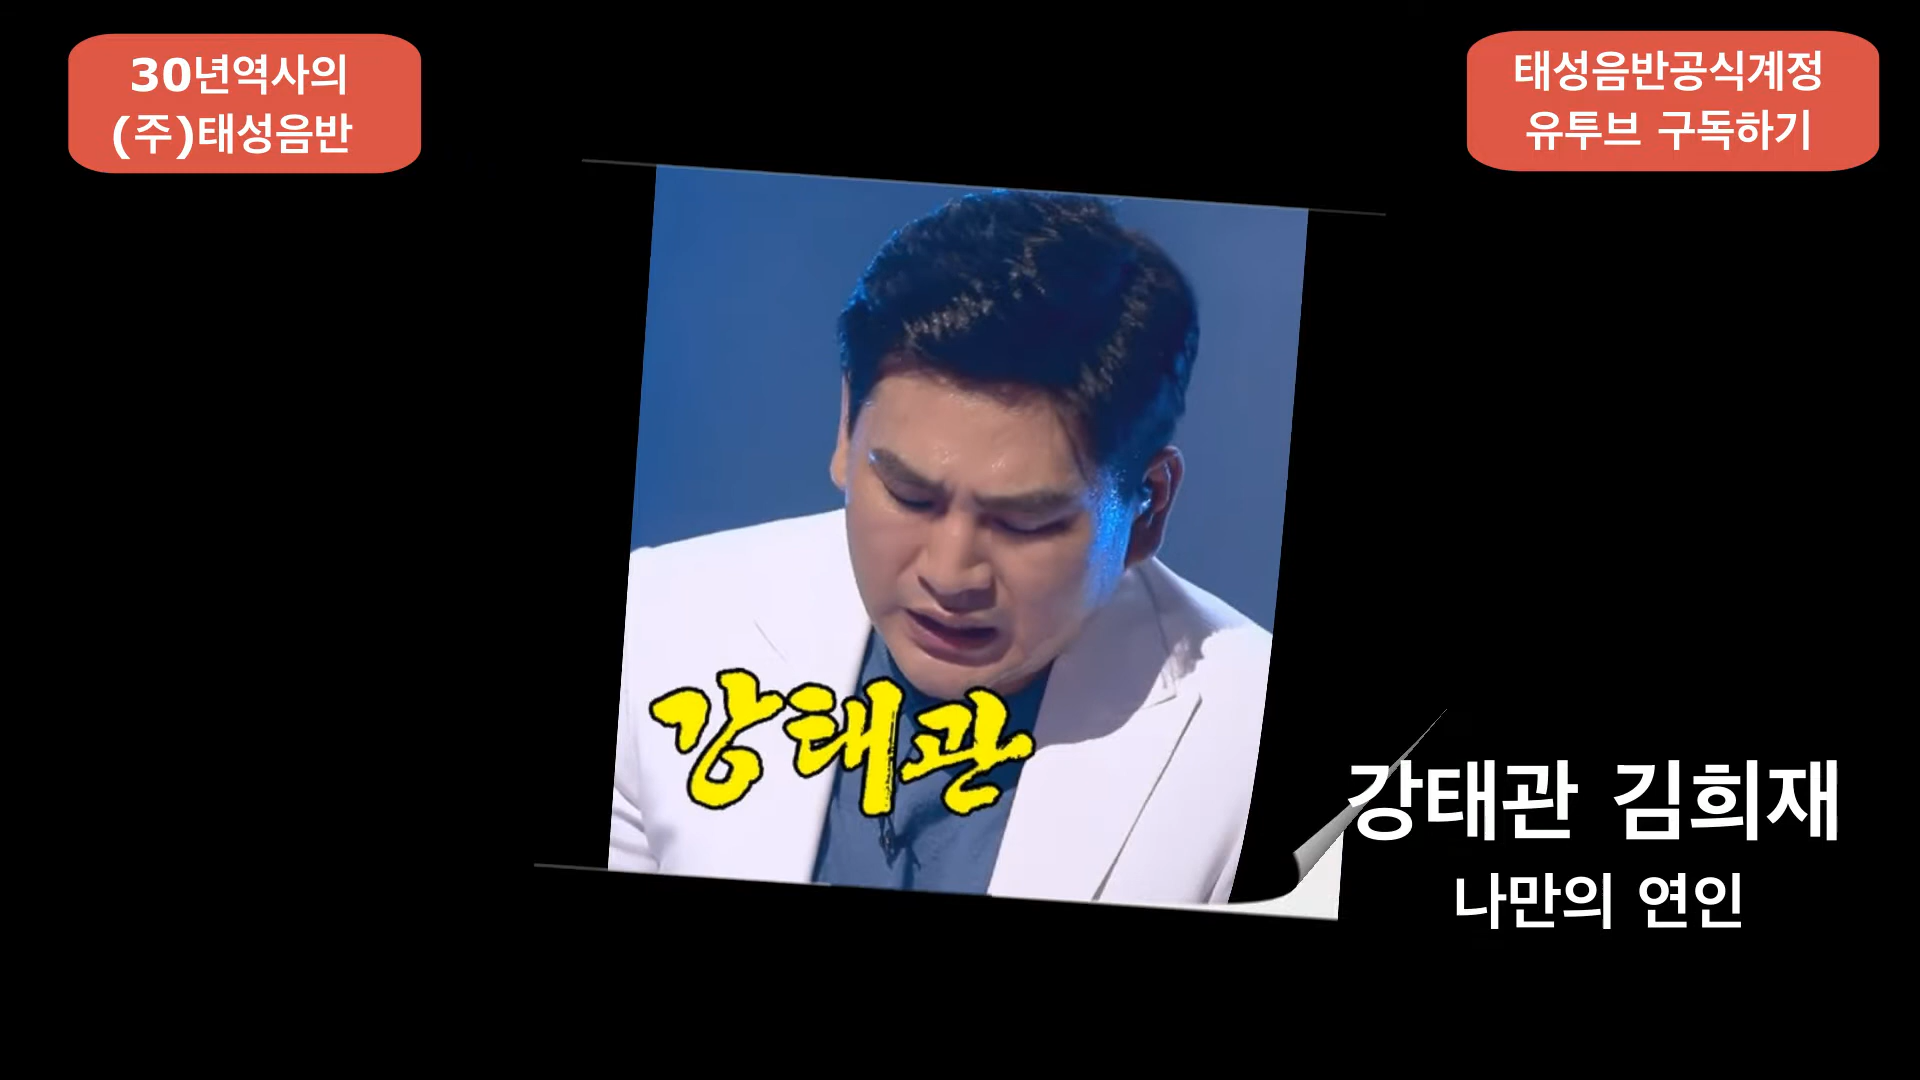 30년역사의
(주)태성음반
태성음반공식계정
유투브 구독하기
강태관
강태관 김희재
나만의 연인